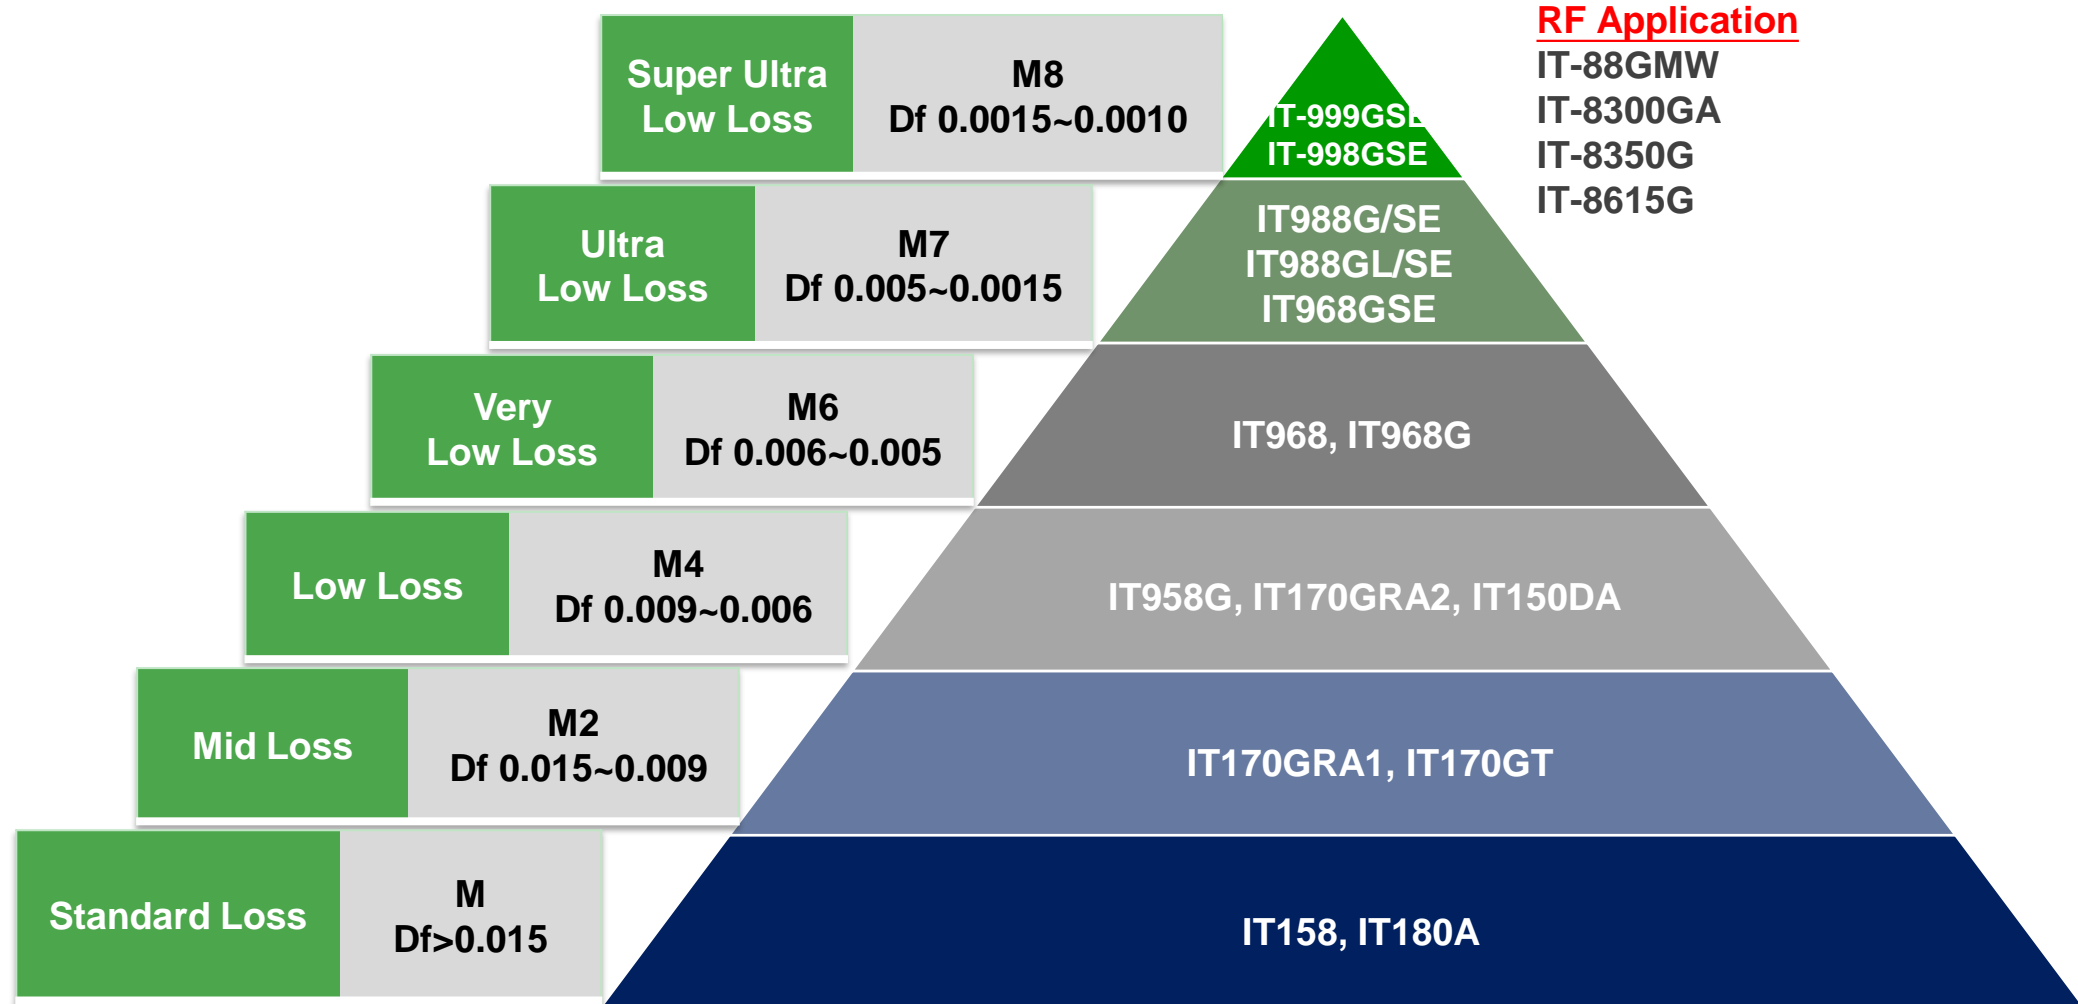 Super Ultra
Low Loss
M8
Df 0.0015~0.0010
IT-999GSE
IT-998GSE
RF Application
IT-88GMW
IT-8300GA
IT-8350G
IT-8615G
Ultra
Low Loss
M7
Df 0.005~0.0015
IT988G/SE
IT988GL/SE
IT968GSE
Very
Low Loss
M6
Df 0.006~0.005
IT968, IT968G
Low Loss
M4
Df 0.009~0.006
IT958G, IT170GRA2, IT150DA
Mid Loss
M2
Df 0.015~0.009
IT170GRA1, IT170GT
Standard Loss
M
Df>0.015
IT158, IT180A